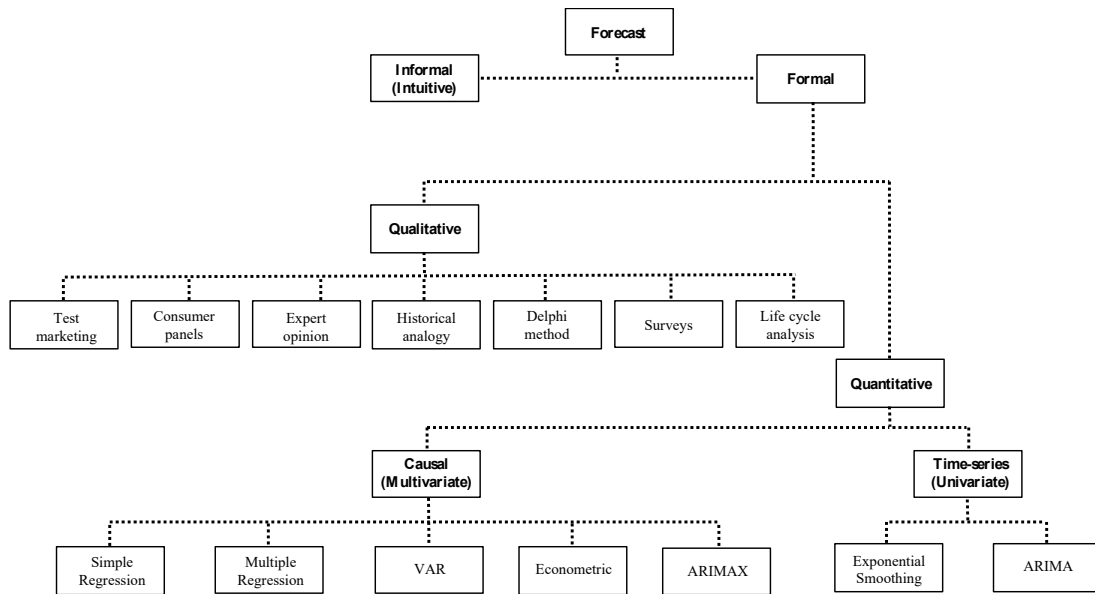 Forecast
Informal
(Intuitive)
Formal
Qualitative
Test
marketing
Consumer
panels
Expert
opinion
Historical
analogy
Delphi
method
Surveys
Life cycle
analysis
Quantitative
Causal
(Multivariate)
Time-series
(Univariate)
Simple
Regression
Multiple
Regression
VAR
Econometric
ARIMAX
Exponential
Smoothing
ARIMA